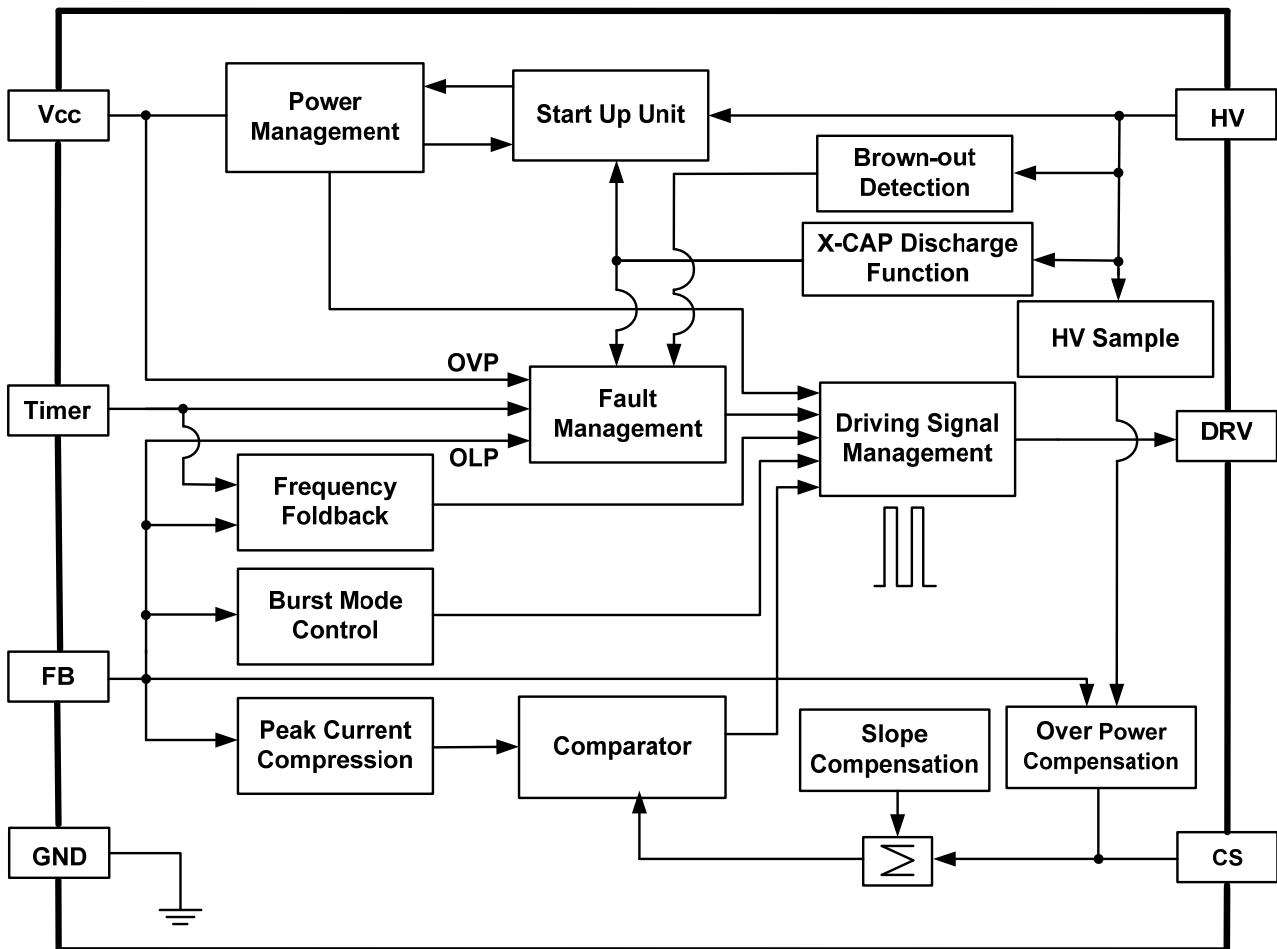 Vcc
Power
Management
Start Up Unit
HV
Brown-out
Detection
X-CAP Discharge
Function
HV Sample
OVP
Timer
Fault
Management
Driving Signal
Management
DRV
OLP
Frequency
Foldback
Burst Mode
Control
FB
Peak Current
Compression
Comparator
Slope
Compensation
Over Power
Compensation
GND
Σ
CS